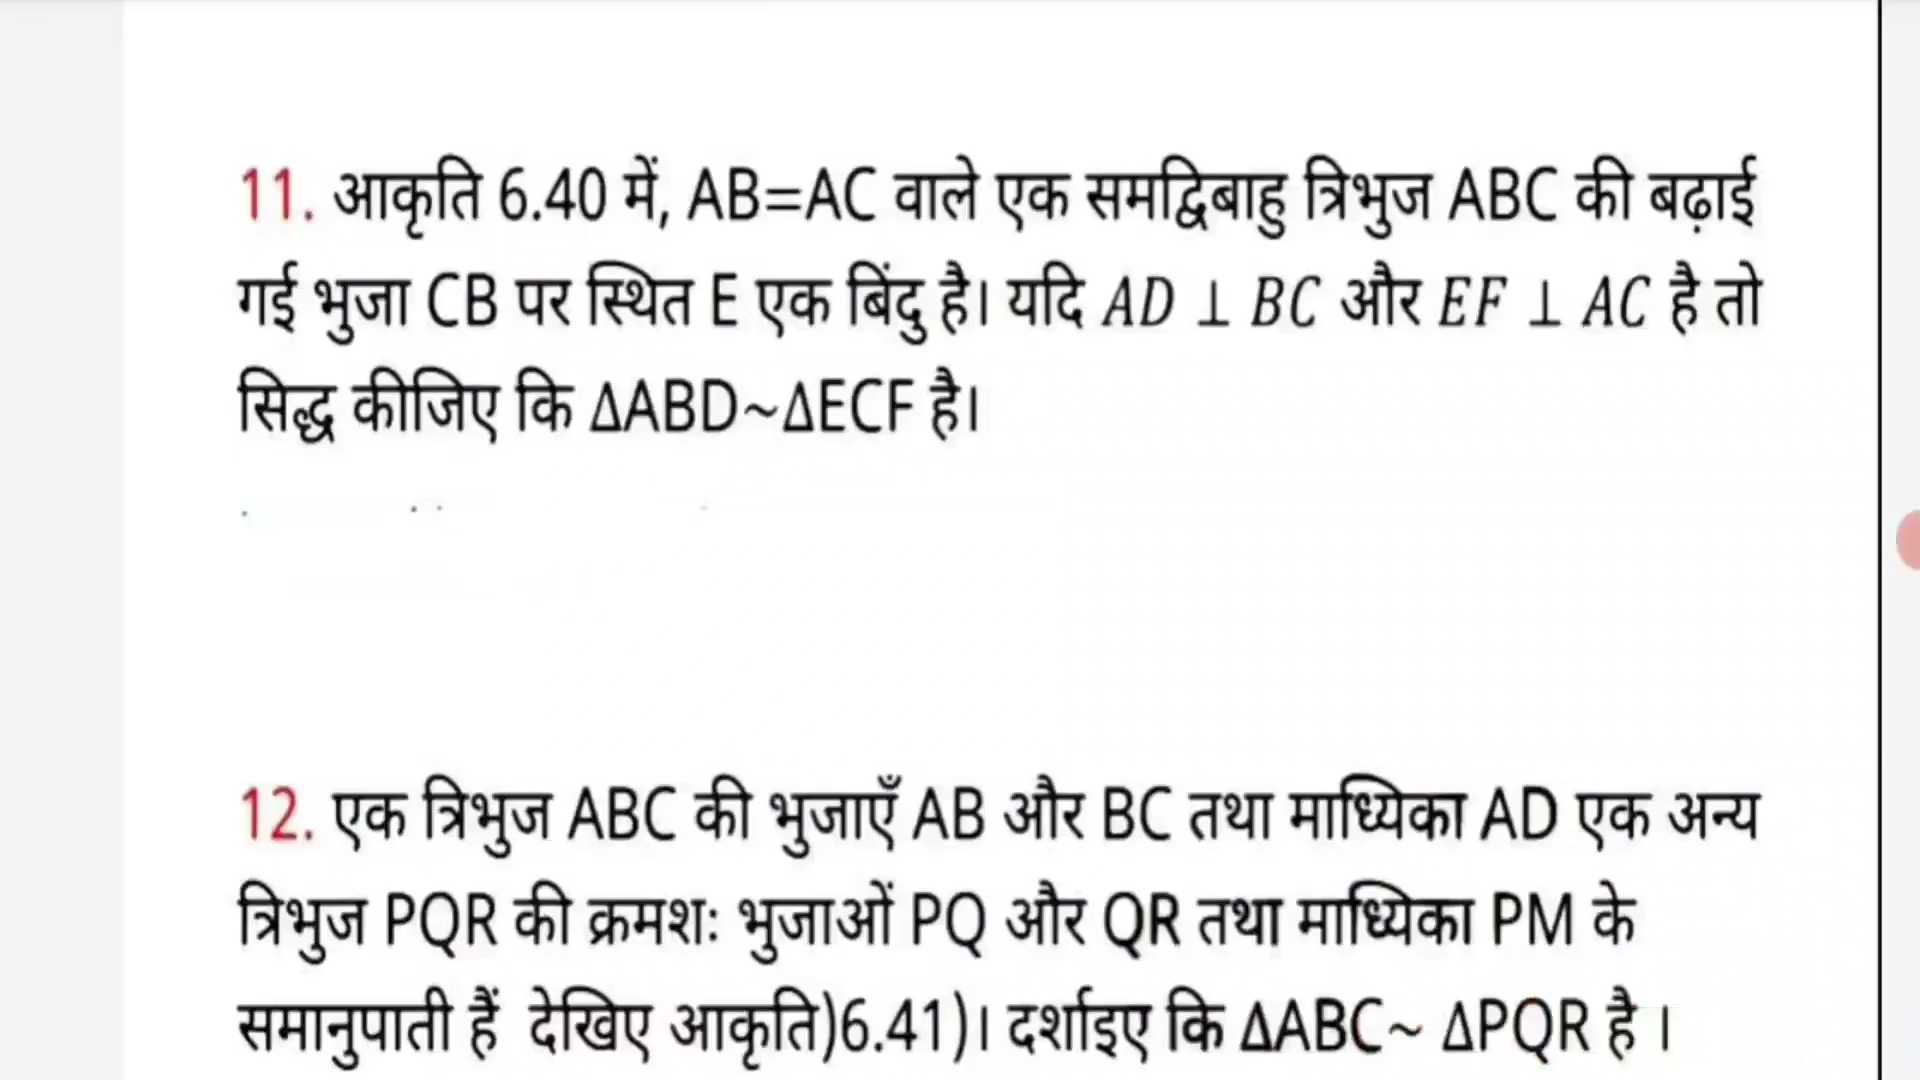 11. आकृति 6.40 में, AB=AC वाले एक समद्विबाहु त्रिभुज ABC की बढ़ाई
गई भुजा CB पर स्थित E एक बिंदु है। यदि AD ⊥ BC और EF ⊥ AC है तो
सिद्ध कीजिए कि ΔABD~ΔECF है।
12. एक त्रिभुज ABC की भुजाएँ AB और BC तथा माध्यिका AD एक अन्य
त्रिभुज PQR की क्रमशः भुजाओं PQ और QR तथा माध्यिका PM के
समानुपाती हैं देखिए आकृति)6.41)। दर्शाइए कि ΔABC~ ΔPQR है ।